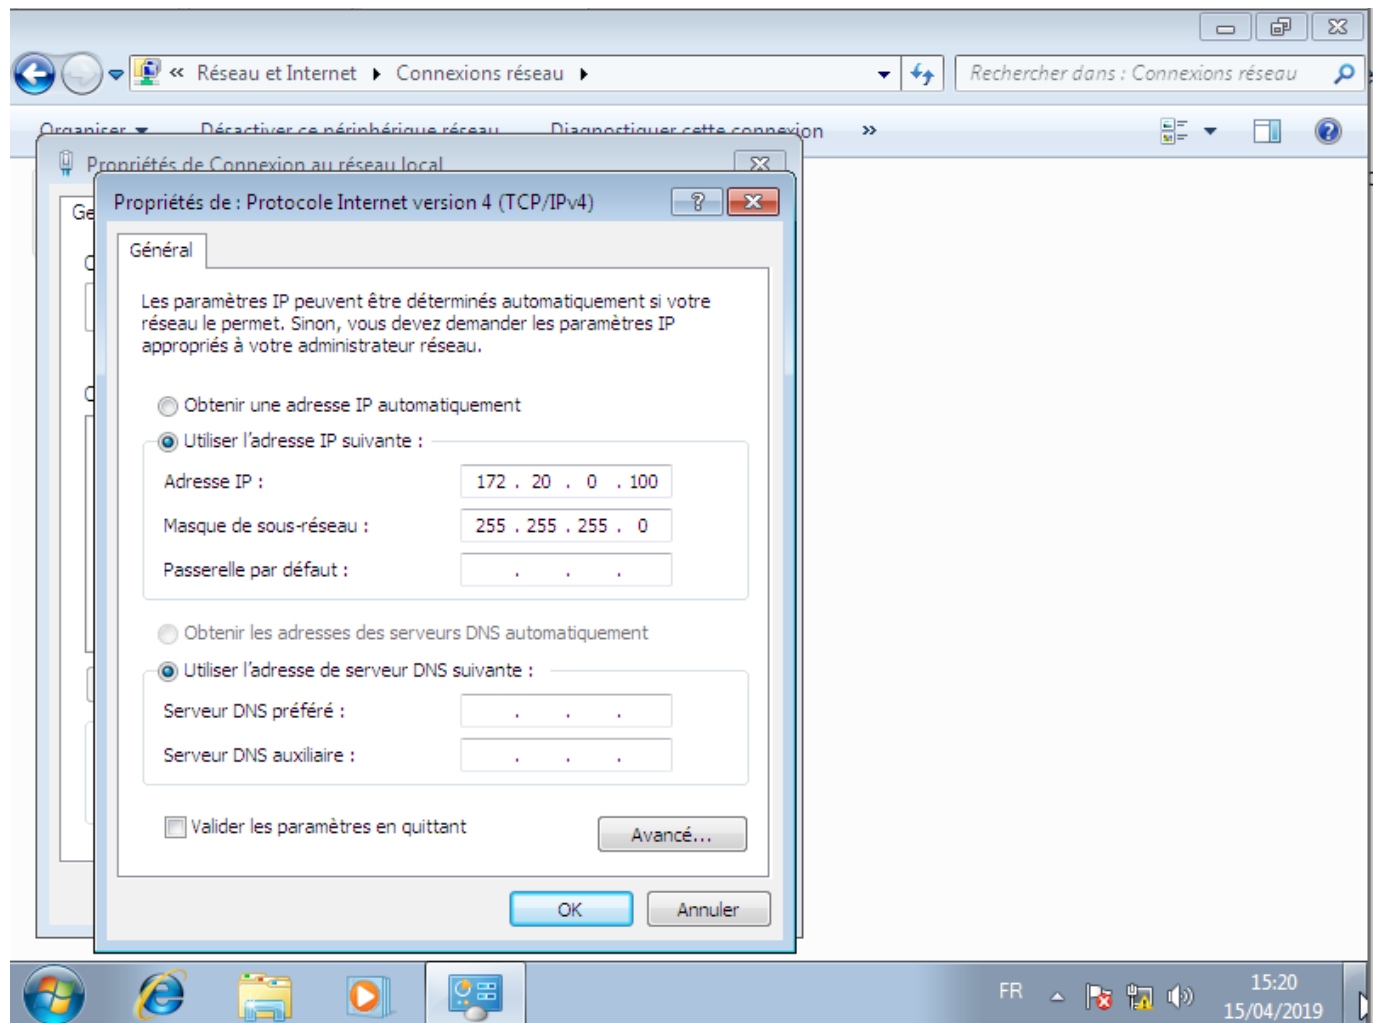 « Réseau et Internet Connexions réseau
Rechercher dans : Connexions réseau
Organiser Désactiver ce périphérique réseau Diagnostiquer cette connexion »
Propriétés de Connexion au réseau local
Propriétés de : Protocole Internet version 4 (TCP/IPv4)
Ge
Général
Les paramètres IP peuvent être déterminés automatiquement si votre
réseau le permet. Sinon, vous devez demander les paramètres IP
appropriés à votre administrateur réseau.
Obtenir une adresse IP automatiquement
Utiliser l'adresse IP suivante :
Adresse IP : 172 . 20 . 0 . 100
Masque de sous-réseau : 255 . 255 . 255 . 0
Passerelle par défaut : . . .
Obtenir les adresses des serveurs DNS automatiquement
Utiliser l'adresse de serveur DNS suivante :
Serveur DNS préféré : . . .
Serveur DNS auxiliaire : . . .
Valider les paramètres en quittant
Avancé...
OK Annuler
FR
15:20
15/04/2019